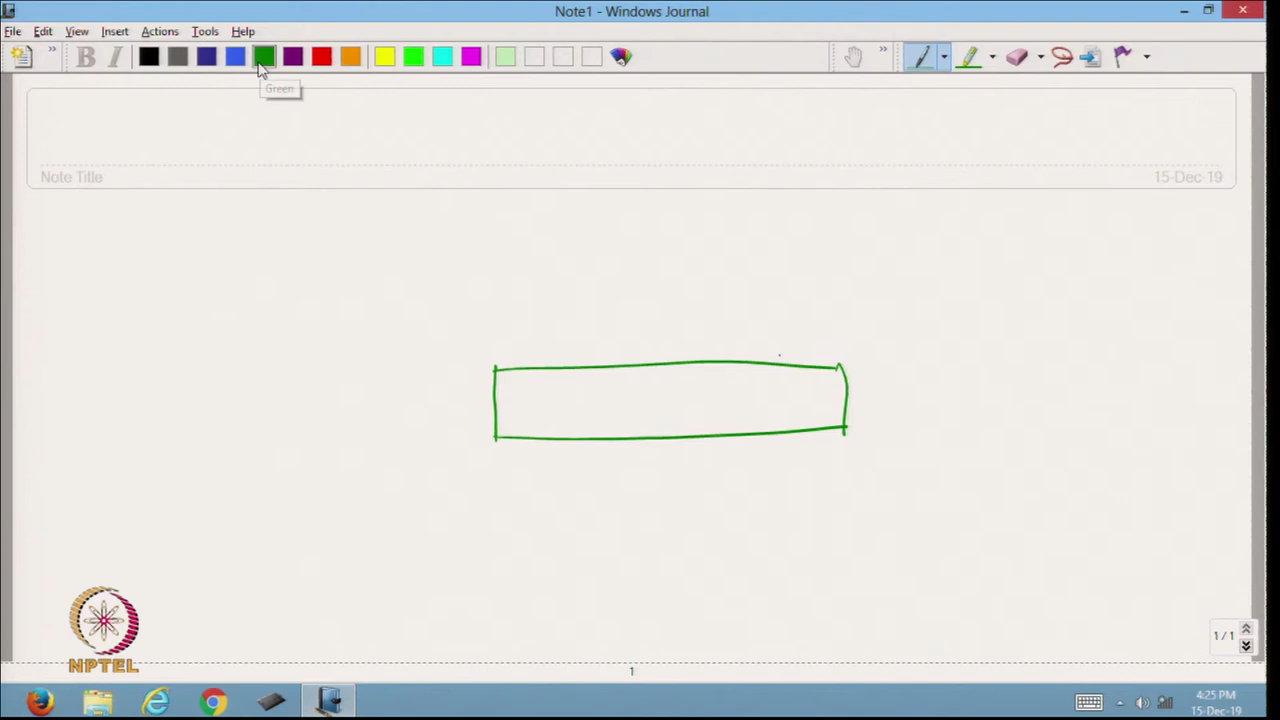 Note1 - Windows Journal
File Edit View Insert Actions Tools Help
B I
Green
Note Title
15-Dec-19
1 / 1
NPTEL
1
4:25 PM
15-Dec-19